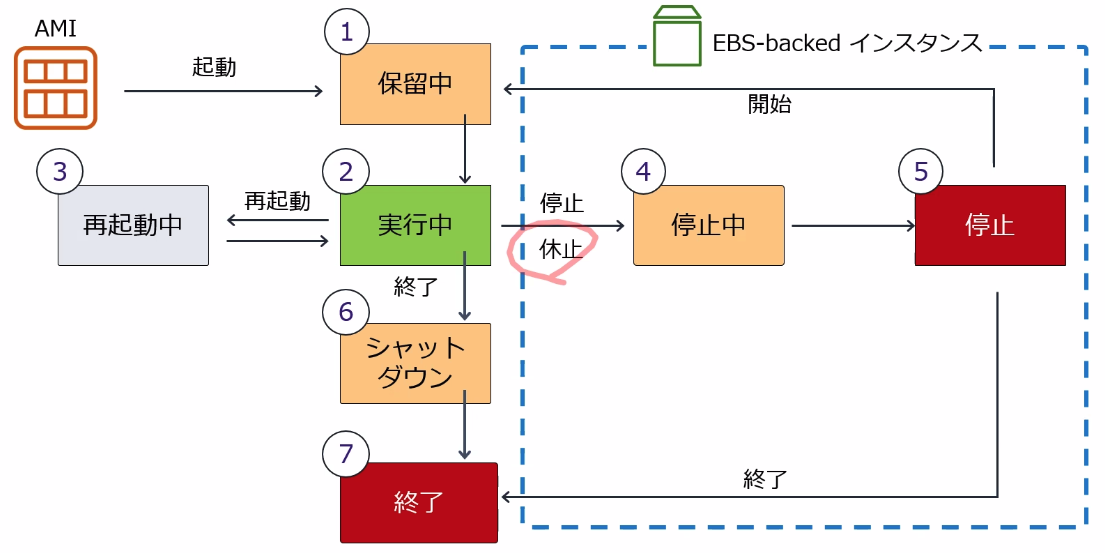 AMI
起動
1
保留中
EBS-backed インスタンス
開始
3
再起動中
再起動
2
実行中
停止
休止
4
停止中
5
停止
終了
6
シャット
ダウン
7
終了
終了